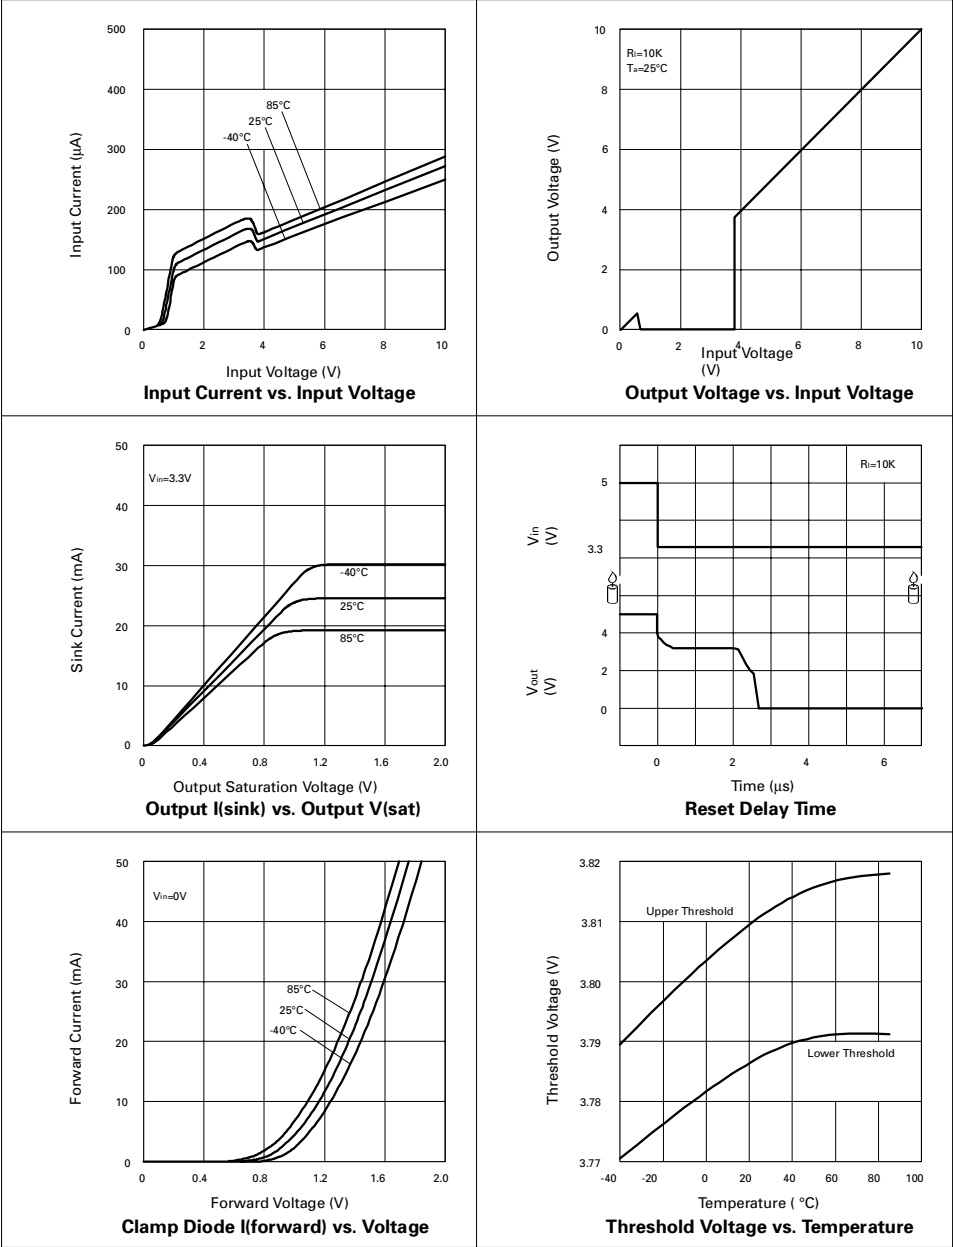 500
400
300
200
100
0
Input Current (µA)
85°C
25°C
-40°C
0 2 4 6 8 10
Input Voltage (V)
Input Current vs. Input Voltage
10
8
6
4
2
0
Output Voltage (V)
Rl=10K
Ta=25°C
0 2 4 6 8 10
Input Voltage
(V)
Output Voltage vs. Input Voltage
50
40
30
20
10
0
Sink Current (mA)
Vin=3.3V
-40°C
25°C
85°C
0 0.4 0.8 1.2 1.6 2.0
Output Saturation Voltage (V)
Output I(sink) vs. Output V(sat)
Rl=10K
5
3.3
Vin
(V)
4
2
0
Vout
(V)
0 2 4 6
Time (µs)
Reset Delay Time
50
40
30
20
10
0
Forward Current (mA)
Vin=0V
85°C
25°C
-40°C
0 0.4 0.8 1.2 1.6 2.0
Forward Voltage (V)
Clamp Diode I(forward) vs. Voltage
3.82
3.81
3.80
3.79
3.78
3.77
Threshold Voltage (V)
Upper Threshold
Lower Threshold
-40 -20 0 20 40 60 80 100
Temperature ( °C)
Threshold Voltage vs. Temperature